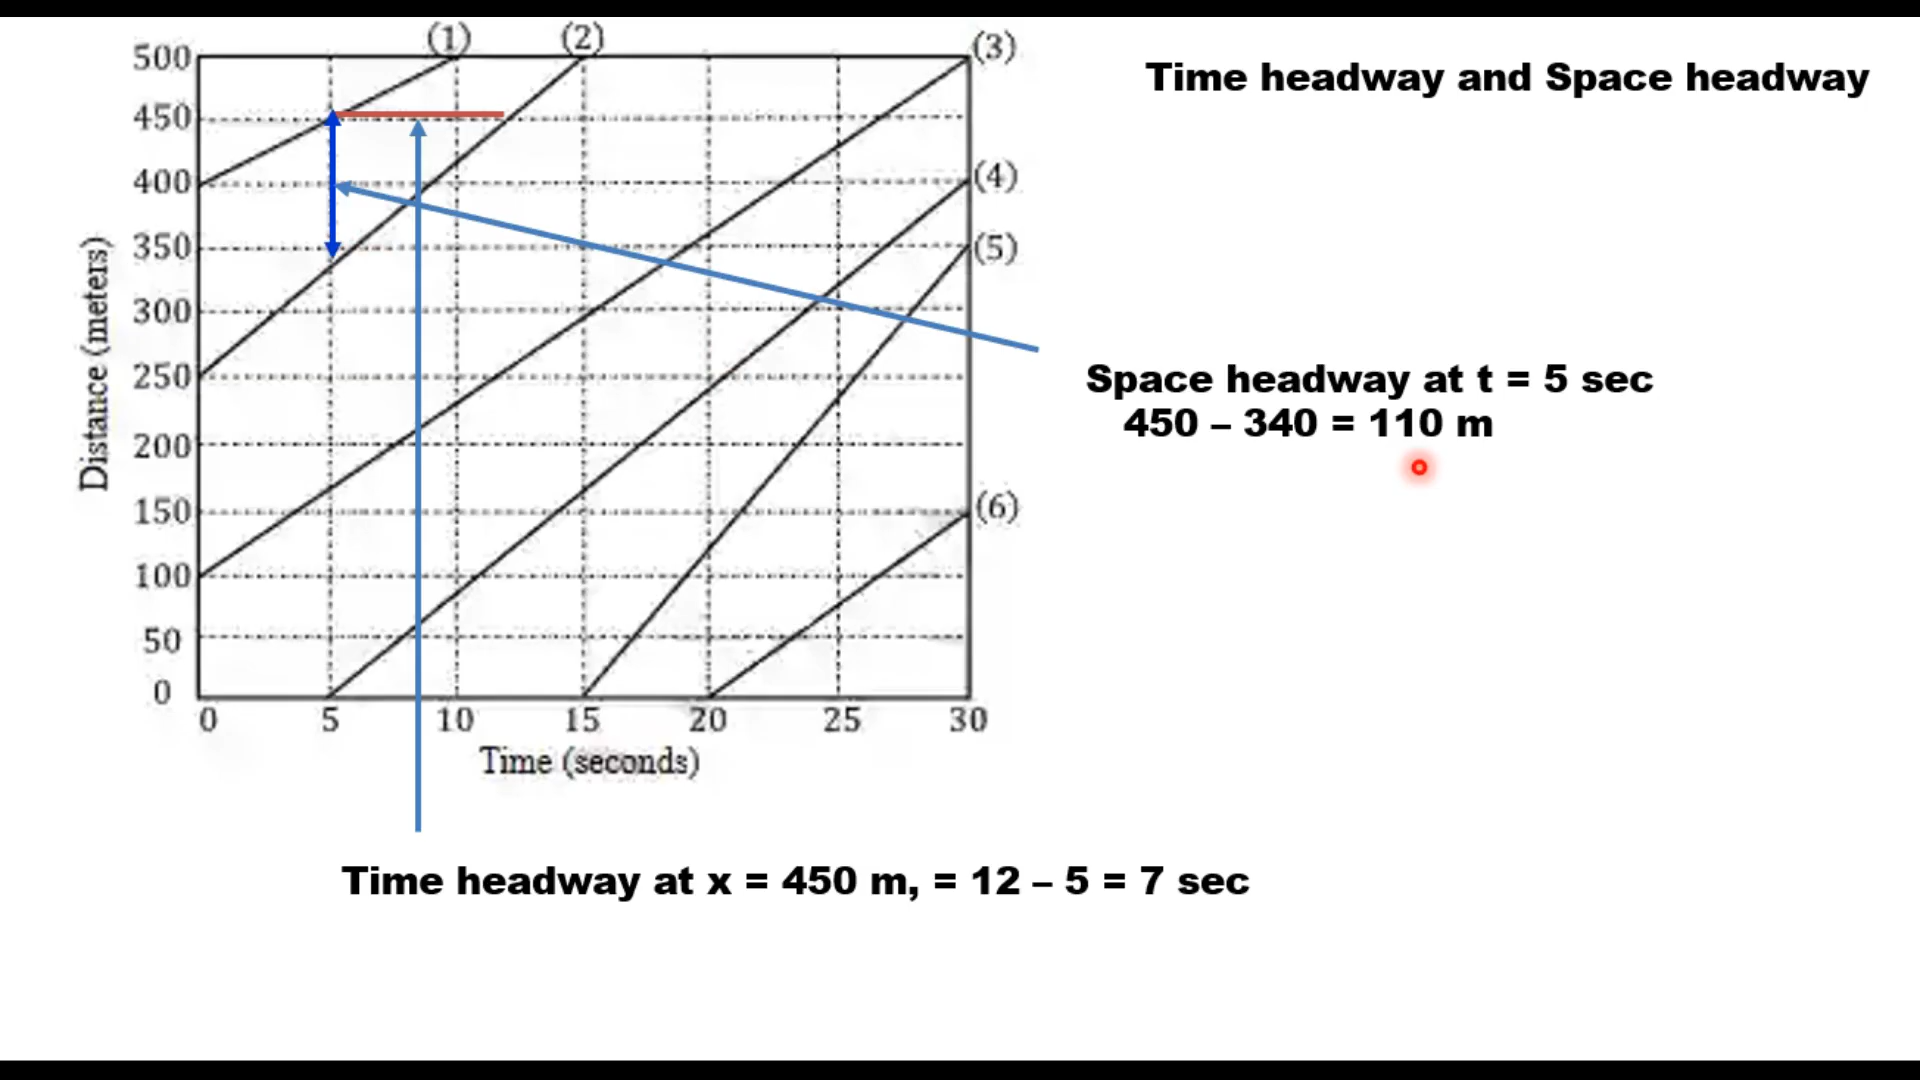 Time headway and Space headway
(1)
(2)
(3)
(4)
(5)
(6)
500
450
400
350
300
250
200
150
100
50
0
Distance (meters)
0 5 10 15 20 25 30
Time (seconds)
Space headway at t = 5 sec
450 – 340 = 110 m
Time headway at x = 450 m, = 12 – 5 = 7 sec